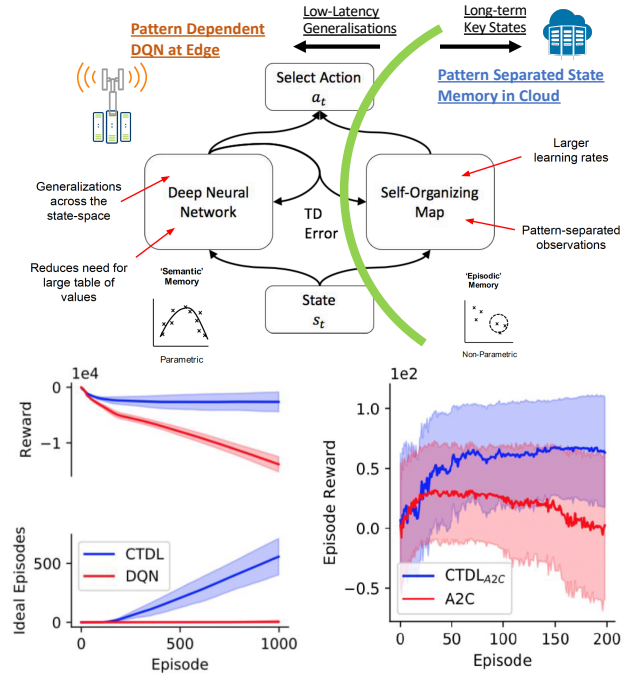 Low-Latency
Generalisations
Long-term
Key States
Pattern Dependent
DQN at Edge
Pattern Separated State
Memory in Cloud
Select Action
a_t
Larger
learning rates
Generalizations
across the
state-space
Deep Neural
Network
TD
Error
Self-Organizing
Map
Pattern-separated
observations
Reduces need for
large table of
values
'Semantic'
Memory
State
s_t
'Episodic'
Memory
Parametric
Non-Parametric
1e4
0
−1
Reward
500
0
Ideal Episodes
CTDL
DQN
0
500
1000
Episode
1e2
1.0
0.5
0.0
−0.5
Episode Reward
CTDL_{A2C}
A2C
0
50
100
150
200
Episode